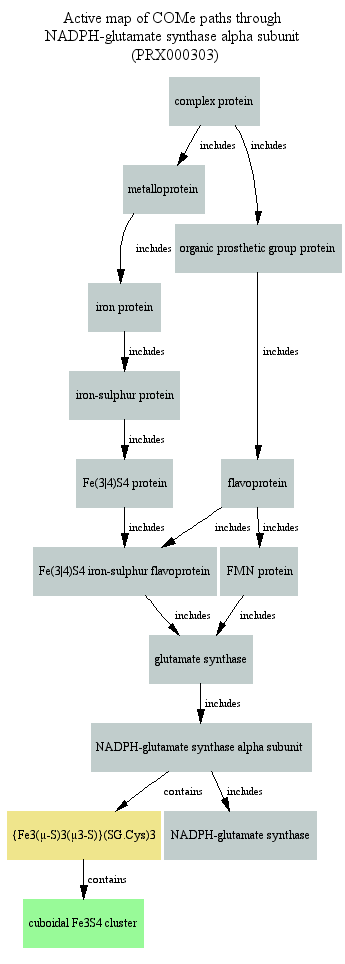 Active map of COMe paths through
NADPH-glutamate synthase alpha subunit
(PRX000303)
complex protein
includes
includes
metalloprotein
organic prosthetic group protein
includes
iron protein
includes
includes
iron-sulphur protein
includes
Fe(3|4)S4 protein
flavoprotein
includes
includes
includes
Fe(3|4)S4 iron-sulphur flavoprotein
FMN protein
includes
includes
glutamate synthase
includes
NADPH-glutamate synthase alpha subunit
contains
includes
{Fe3(μ-S)3(μ3-S)}(SG.Cys)3
NADPH-glutamate synthase
contains
cuboidal Fe3S4 cluster